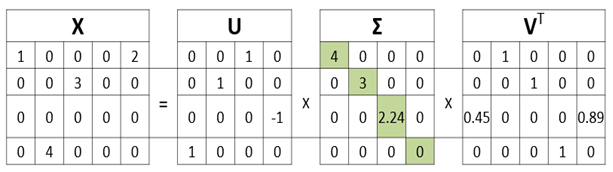 X U Σ V^T
1 0 0 0 2 0 0 1 0 4 0 0 0 0 1 0 0 0
0 0 3 0 0 0 1 0 0 0 3 0 0 0 0 1 0 0
= x x
0 0 0 0 0 0 0 0 -1 0 0 2.24 0 0.45 0 0 0 0.89
0 4 0 0 0 1 0 0 0 0 0 0 0 0 0 0 1 0